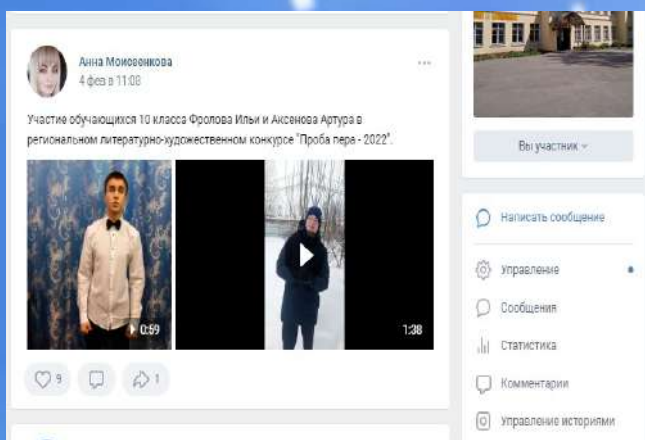 Анна Моисеенкова
4 фев в 11:08
Участие обучающихся 10 класса Фролова Ильи и Аксенова Артура в
региональном литературно-художественном конкурсе "Проба пера - 2022".
0:59
1:38
9
1
Вы участник
Написать сообщение
Управление
Сообщения
Статистика
Комментарии
Управление историями